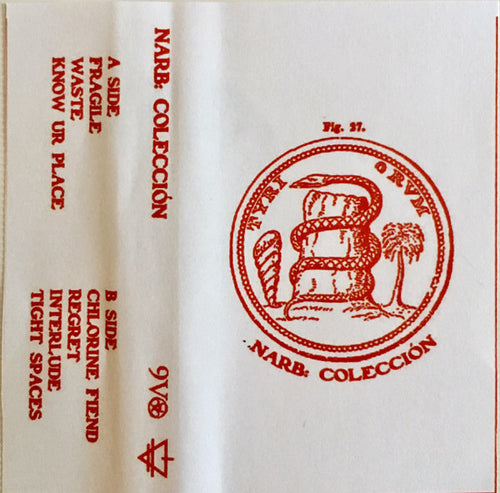 NARB: COLECCIÓN
A SIDE
FRAGILE
WASTE
KNOW UR PLACE
B SIDE
CHLORINE FIEND
REGRET
INTERLUDE
TIGHT SPACES
Fig. 27.
TYRI ORVM
NARB: COLECCIÓN